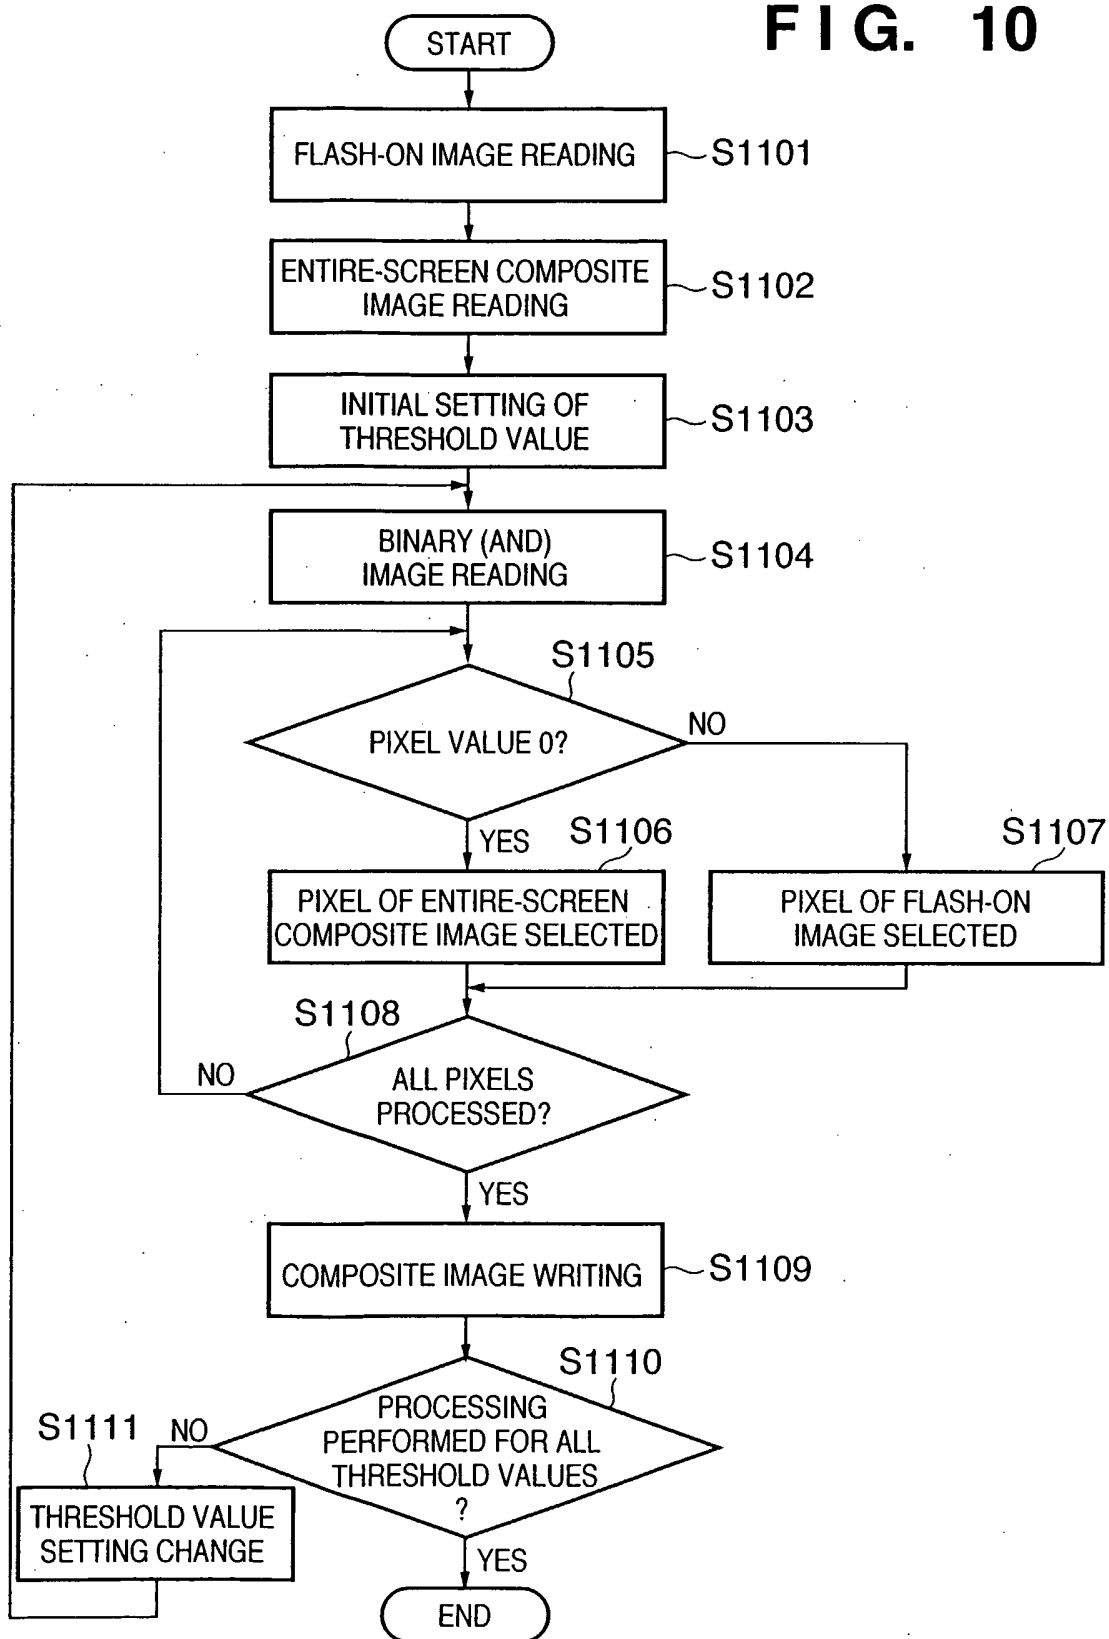 FIG. 10
START
FLASH-ON IMAGE READING
S1101
ENTIRE-SCREEN COMPOSITE
IMAGE READING
S1102
INITIAL SETTING OF
THRESHOLD VALUE
S1103
BINARY (AND)
IMAGE READING
S1104
S1105
PIXEL VALUE 0?
NO
YES
S1106
PIXEL OF ENTIRE-SCREEN
COMPOSITE IMAGE SELECTED
S1107
PIXEL OF FLASH-ON
IMAGE SELECTED
S1108
NO
ALL PIXELS
PROCESSED?
YES
COMPOSITE IMAGE WRITING
S1109
S1110
PROCESSING
PERFORMED FOR ALL
THRESHOLD VALUES
?
NO
S1111
THRESHOLD VALUE
SETTING CHANGE
YES
END